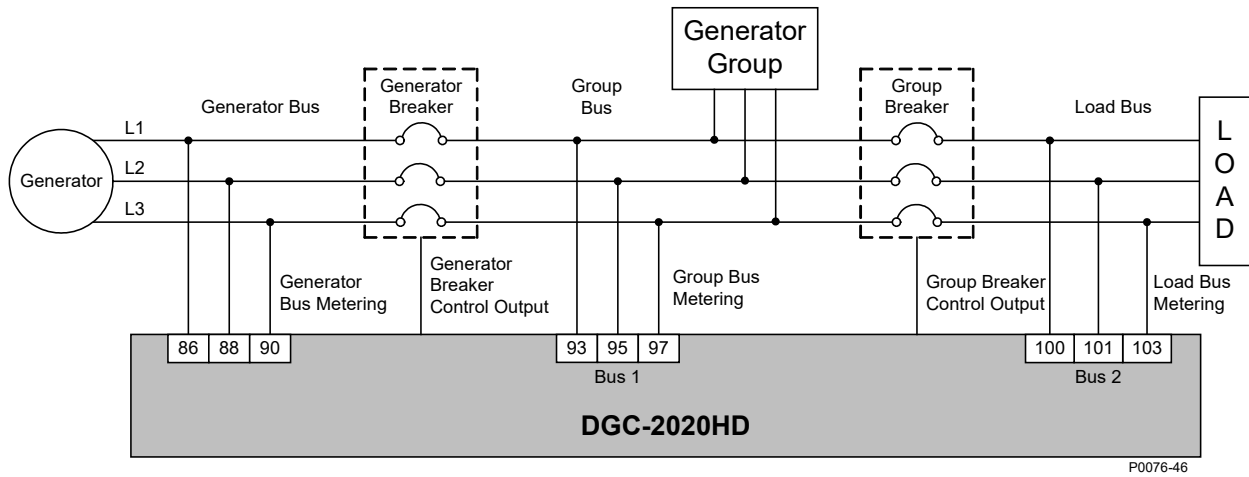 Generator
Group
Generator Bus
Generator
Breaker
Group
Bus
Group
Breaker
Load Bus
L1
L2
L3
Generator
L
O
A
D
Generator
Bus Metering
Generator
Breaker
Control Output
Group Bus
Metering
Group Breaker
Control Output
Load Bus
Metering
86 88 90
93 95 97
100 101 103
Bus 1
Bus 2
DGC-2020HD
P0076-46